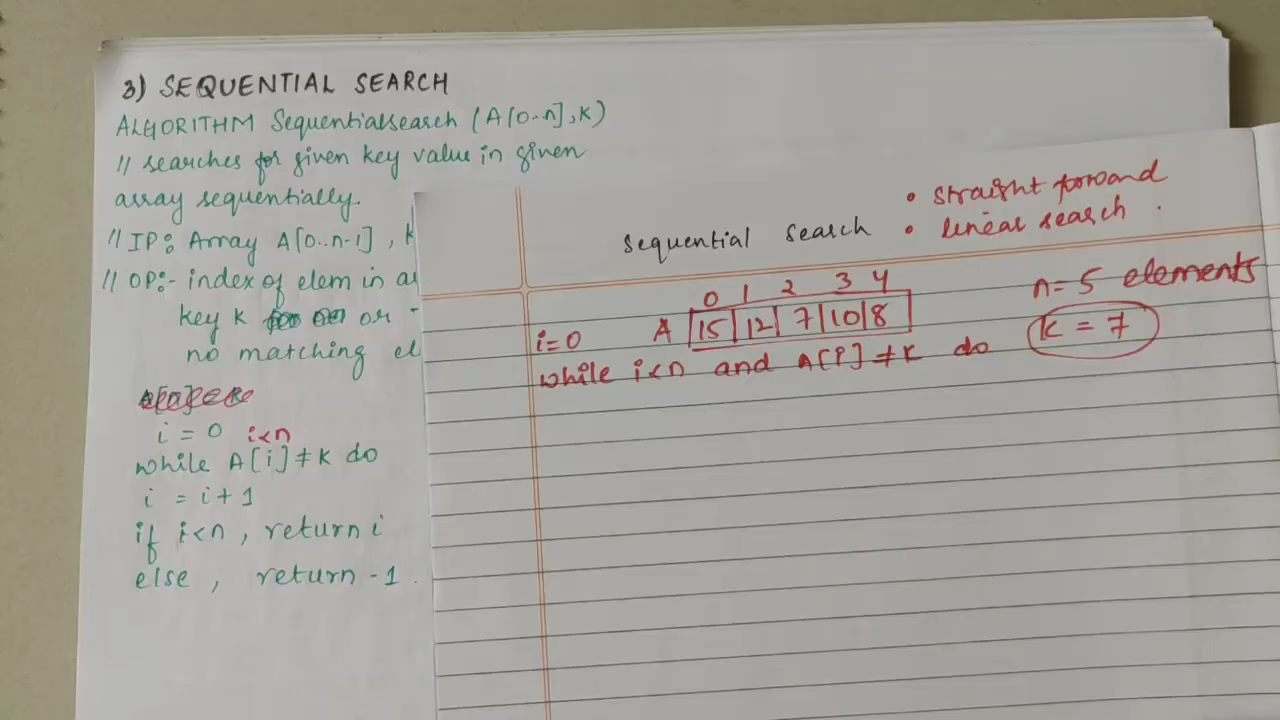 3) SEQUENTIAL SEARCH
ALGORITHM Sequentialsearch (A[0..n], K)
// searches for given key value in given
array sequentially.
// IP: Array A[0..n-1],
// OP:- index of elem in
key K or
no matching
i = 0 i<n
while A[i] ≠ K do
i = i + 1
if i<n, return i
else, return -1.
• straight forward
sequential search • linear search.
0 1 2 3 4
n = 5 elements
i=0 A 15 12 7 10 8 K = 7
while i<n and A[i] ≠ K do